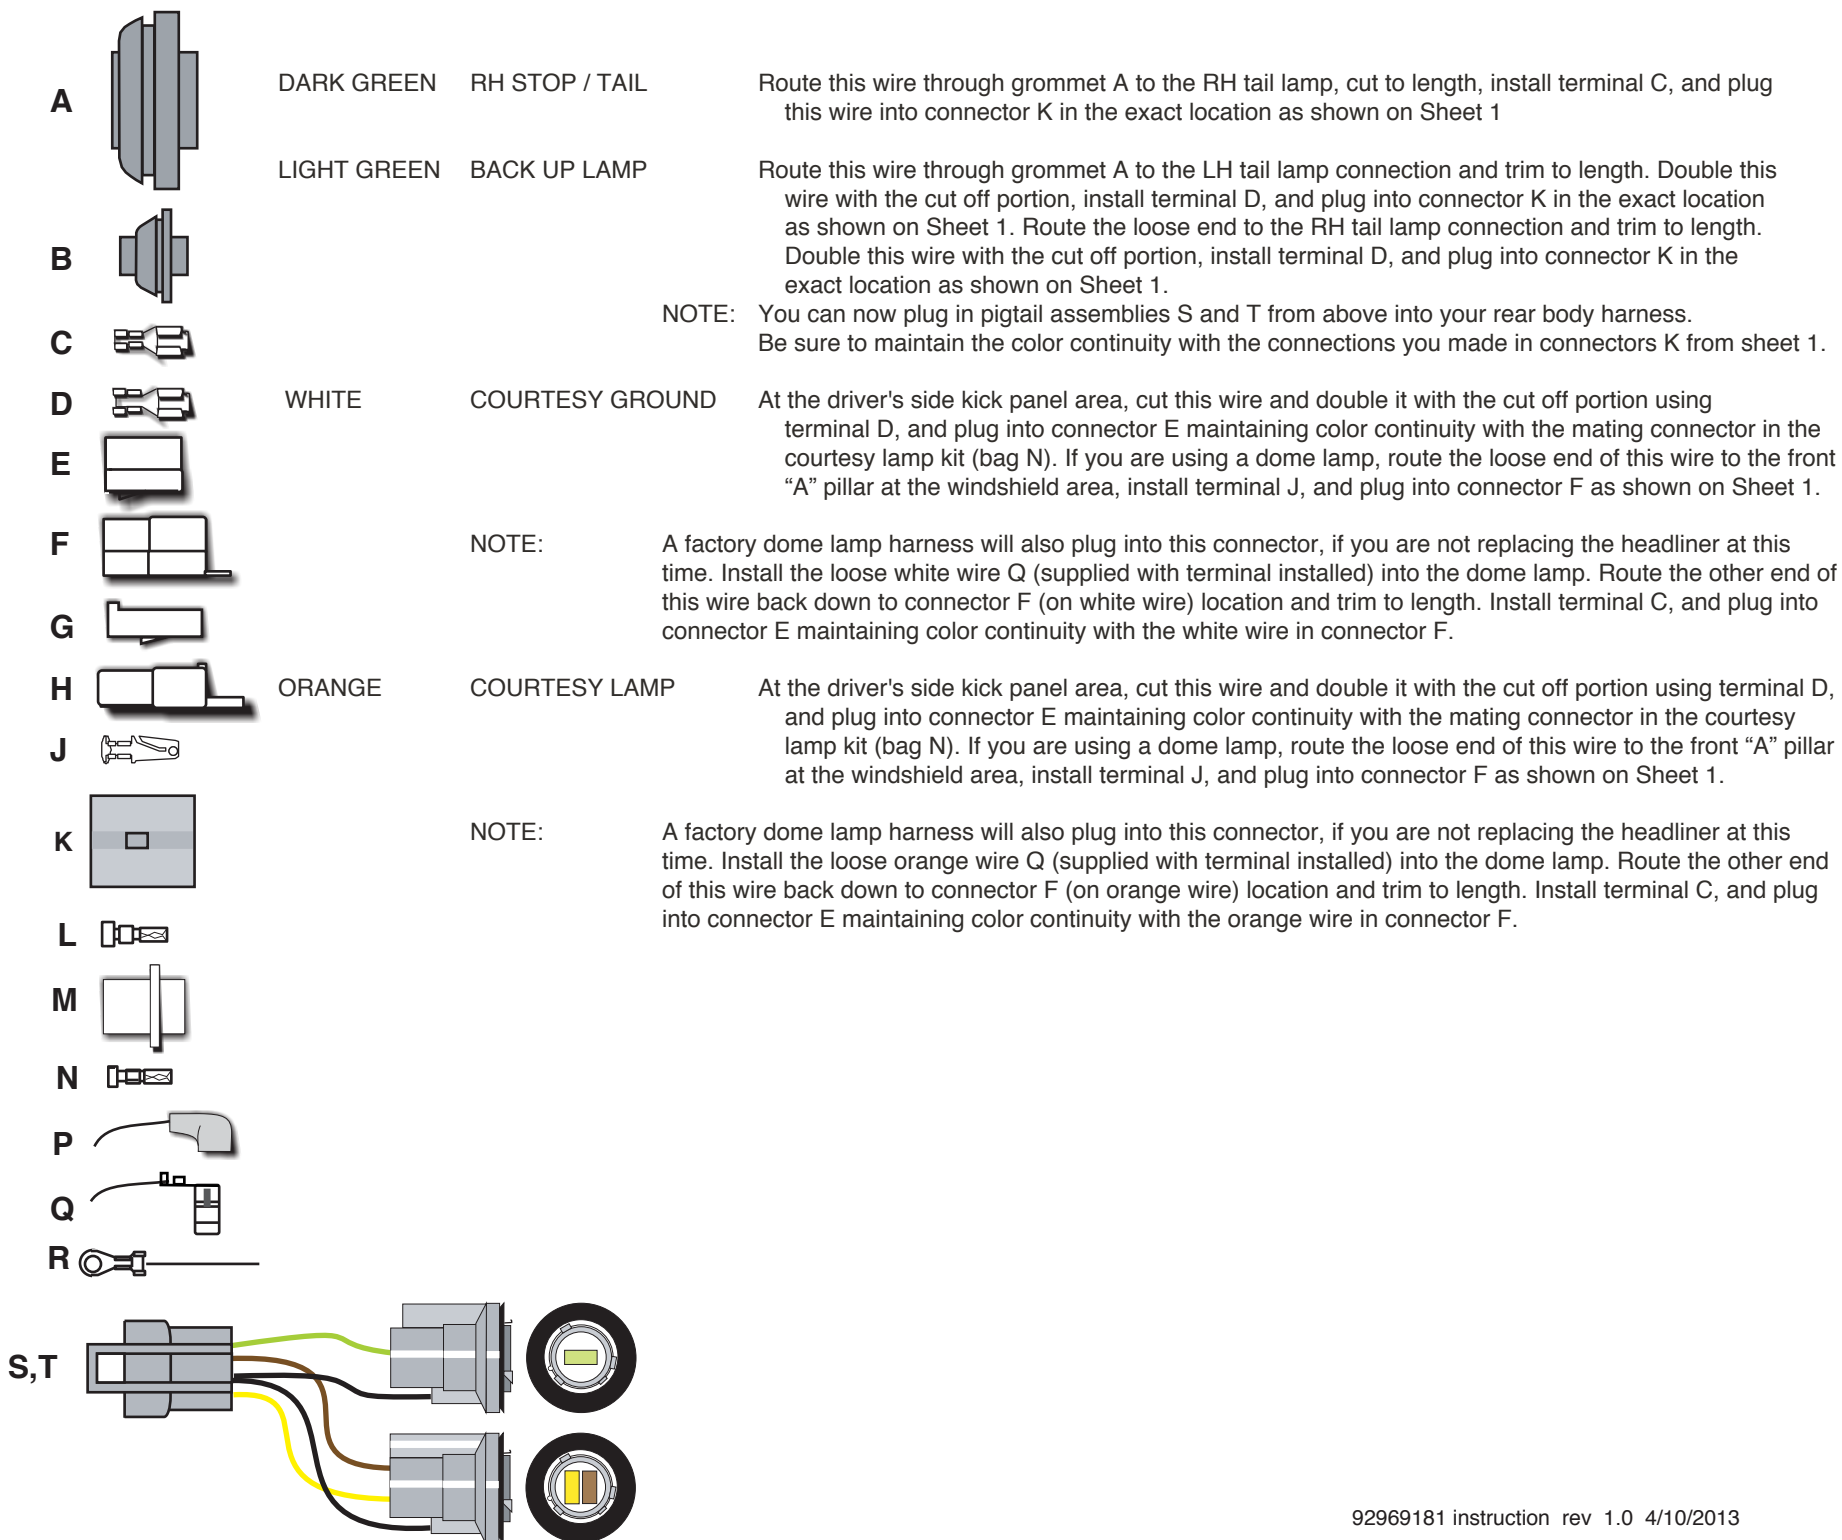 A
DARK GREEN RH STOP / TAIL Route this wire through grommet A to the RH tail lamp, cut to length, install terminal C, and plug
this wire into connector K in the exact location as shown on Sheet 1
LIGHT GREEN BACK UP LAMP Route this wire through grommet A to the LH tail lamp connection and trim to length. Double this
wire with the cut off portion, install terminal D, and plug into connector K in the exact location
as shown on Sheet 1. Route the loose end to the RH tail lamp connection and trim to length.
B
Double this wire with the cut off portion, install terminal D, and plug into connector K in the
exact location as shown on Sheet 1.
NOTE: You can now plug in pigtail assemblies S and T from above into your rear body harness.
C
Be sure to maintain the color continuity with the connections you made in connectors K from sheet 1.
D
WHITE COURTESY GROUND At the driver's side kick panel area, cut this wire and double it with the cut off portion using
terminal D, and plug into connector E maintaining color continuity with the mating connector in the
E
courtesy lamp kit (bag N). If you are using a dome lamp, route the loose end of this wire to the front
“A” pillar at the windshield area, install terminal J, and plug into connector F as shown on Sheet 1.
F
NOTE: A factory dome lamp harness will also plug into this connector, if you are not replacing the headliner at this
time. Install the loose white wire Q (supplied with terminal installed) into the dome lamp. Route the other end of
this wire back down to connector F (on white wire) location and trim to length. Install terminal C, and plug into
G
connector E maintaining color continuity with the white wire in connector F.
H
ORANGE COURTESY LAMP At the driver's side kick panel area, cut this wire and double it with the cut off portion using terminal D,
and plug into connector E maintaining color continuity with the mating connector in the courtesy
J
lamp kit (bag N). If you are using a dome lamp, route the loose end of this wire to the front “A” pillar
at the windshield area, install terminal J, and plug into connector F as shown on Sheet 1.
K
NOTE: A factory dome lamp harness will also plug into this connector, if you are not replacing the headliner at this
time. Install the loose orange wire Q (supplied with terminal installed) into the dome lamp. Route the other end
of this wire back down to connector F (on orange wire) location and trim to length. Install terminal C, and plug
into connector E maintaining color continuity with the orange wire in connector F.
L
M
N
P
Q
R
S,T
92969181 instruction rev 1.0 4/10/2013